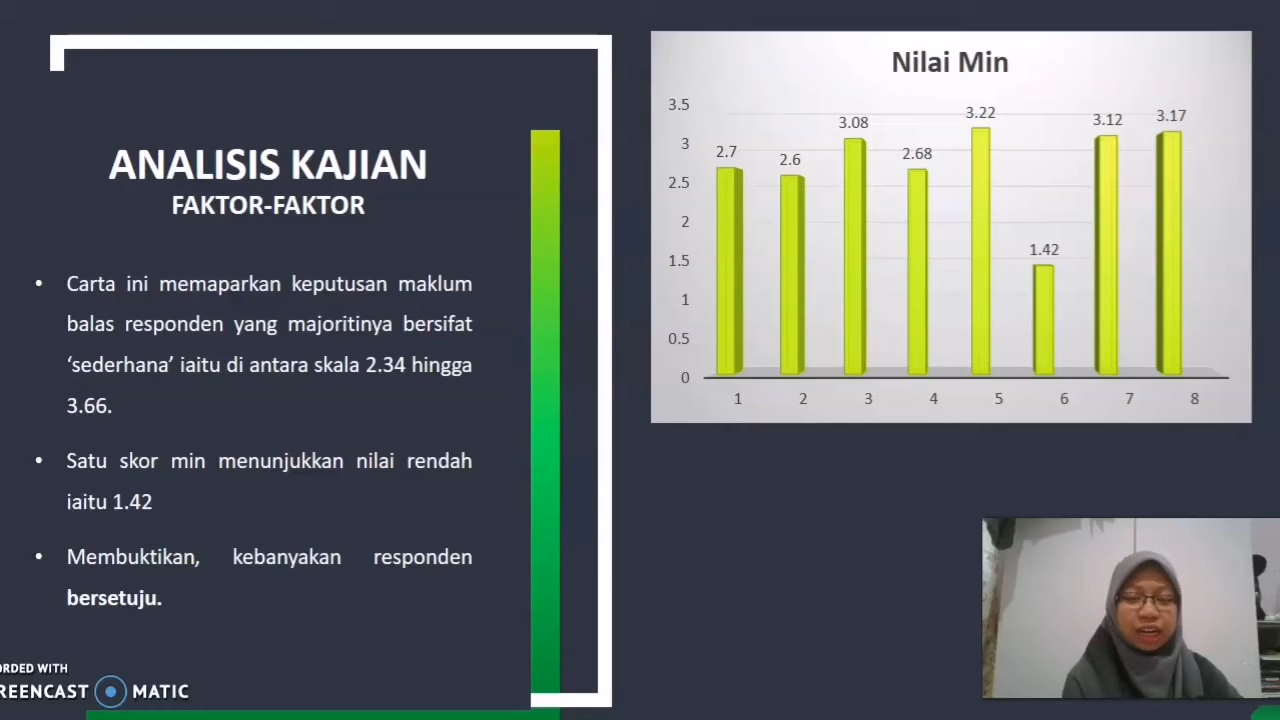 ANALISIS KAJIAN
FAKTOR-FAKTOR
• Carta ini memaparkan keputusan maklum
balas responden yang majoritinya bersifat
‘sederhana’ iaitu di antara skala 2.34 hingga
3.66.
• Satu skor min menunjukkan nilai rendah
iaitu 1.42
• Membuktikan, kebanyakan responden
bersetuju.
ORDED WITH
REENCAST MATIC
Nilai Min
3.5
3
2.5
2
1.5
1
0.5
0
2.7
2.6
3.08
2.68
3.22
1.42
3.12
3.17
1 2 3 4 5 6 7 8